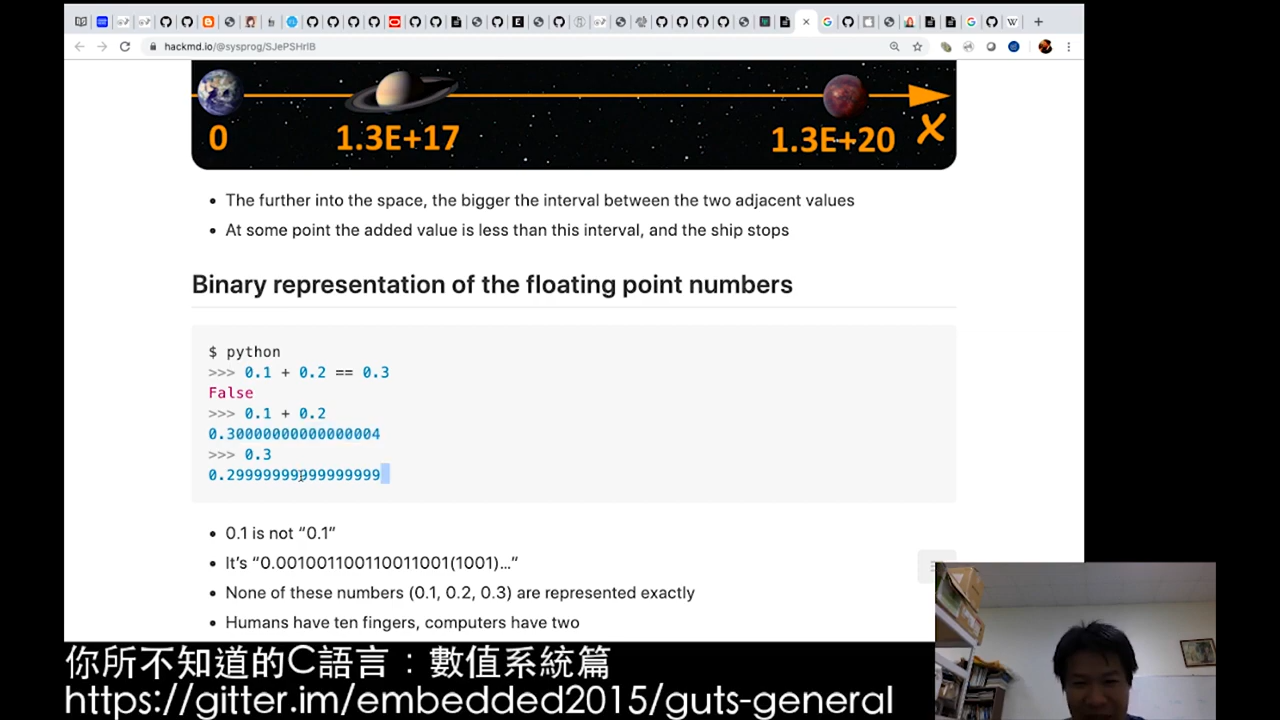 hackmd.io/@sysprog/SJePSHrlB
0
1.3E+17
1.3E+20
X
• The further into the space, the bigger the interval between the two adjacent values
• At some point the added value is less than this interval, and the ship stops
Binary representation of the floating point numbers
$ python
>>> 0.1 + 0.2 == 0.3
False
>>> 0.1 + 0.2
0.30000000000000004
>>> 0.3
0.29999999999999999
• 0.1 is not “0.1”
• It’s “0.001001100110011001(1001)…”
• None of these numbers (0.1, 0.2, 0.3) are represented exactly
• Humans have ten fingers, computers have two
你所不知道的C語言：數值系統篇
https://gitter.im/embedded2015/guts-general